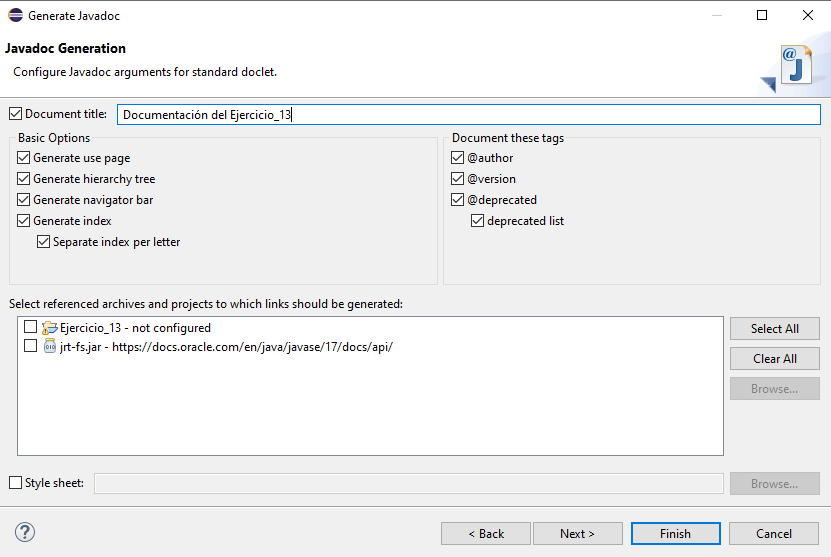 Generate Javadoc
Javadoc Generation
Configure Javadoc arguments for standard doclet.
@
J
Document title: Documentación del Ejercicio_13
Basic Options
Generate use page
Generate hierarchy tree
Generate navigator bar
Generate index
Separate index per letter
Document these tags
@author
@version
@deprecated
deprecated list
Select referenced archives and projects to which links should be generated:
Ejercicio_13 - not configured
010 jrt-fs.jar - https://docs.oracle.com/en/java/javase/17/docs/api/
Select All
Clear All
Browse...
Style sheet:
Browse...
?
< Back
Next >
Finish
Cancel